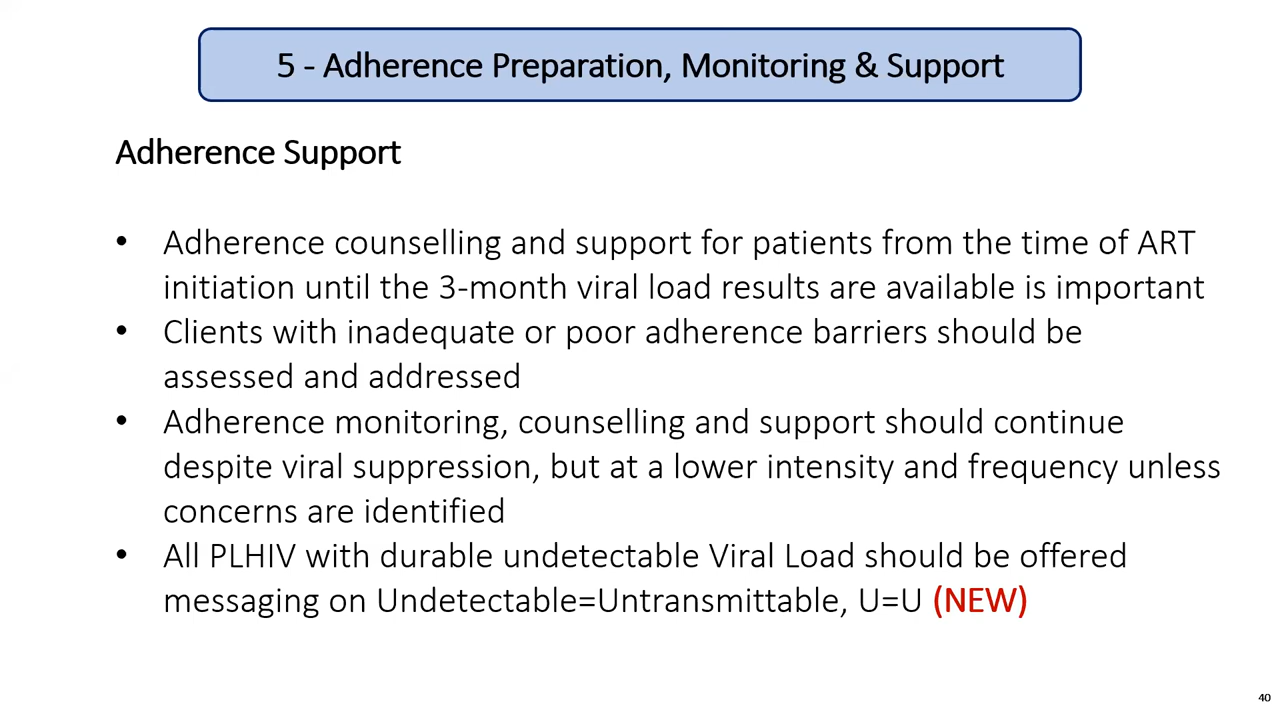 5 - Adherence Preparation, Monitoring & Support
Adherence Support
• Adherence counselling and support for patients from the time of ART
initiation until the 3-month viral load results are available is important
• Clients with inadequate or poor adherence barriers should be
assessed and addressed
• Adherence monitoring, counselling and support should continue
despite viral suppression, but at a lower intensity and frequency unless
concerns are identified
• All PLHIV with durable undetectable Viral Load should be offered
messaging on Undetectable=Untransmittable, U=U (NEW)
40